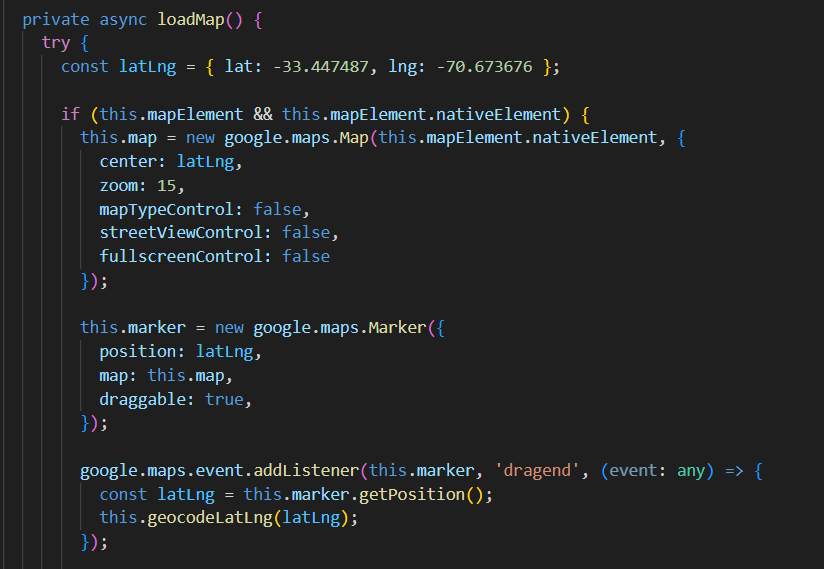 private async loadMap() {
try {
const latLng = { lat: -33.447487, lng: -70.673676 };
if (this.mapElement && this.mapElement.nativeElement) {
this.map = new google.maps.Map(this.mapElement.nativeElement, {
center: latLng,
zoom: 15,
mapTypeControl: false,
streetViewControl: false,
fullscreenControl: false
});
this.marker = new google.maps.Marker({
position: latLng,
map: this.map,
draggable: true,
});
google.maps.event.addListener(this.marker, 'dragend', (event: any) => {
const latLng = this.marker.getPosition();
this.geocodeLatLng(latLng);
});